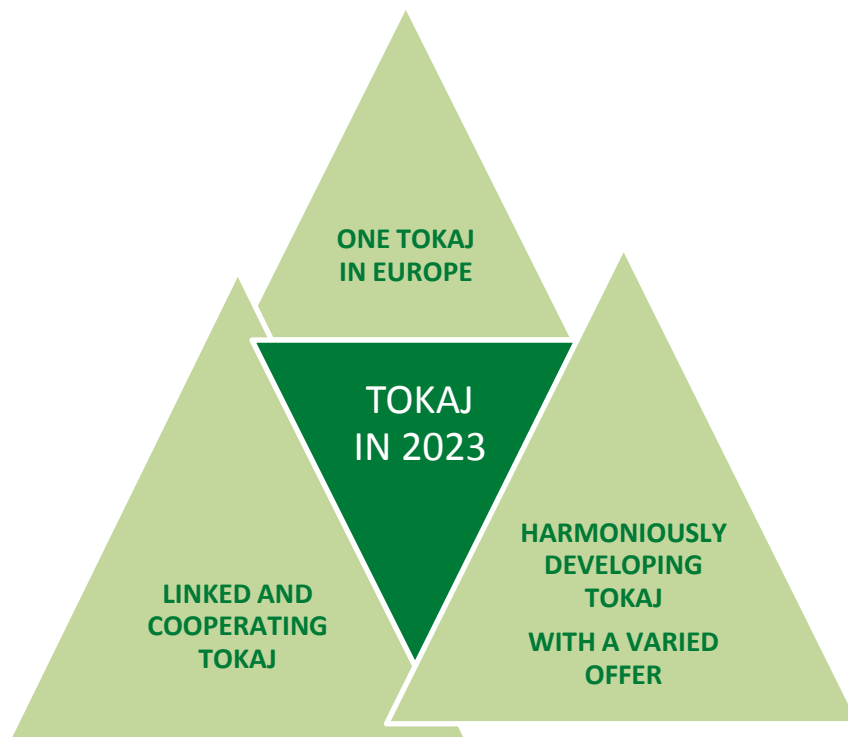 ONE TOKAJ
IN EUROPE
TOKAJ
IN 2023
LINKED AND
COOPERATING
TOKAJ
HARMONIOUSLY
DEVELOPING
TOKAJ
WITH A VARIED
OFFER